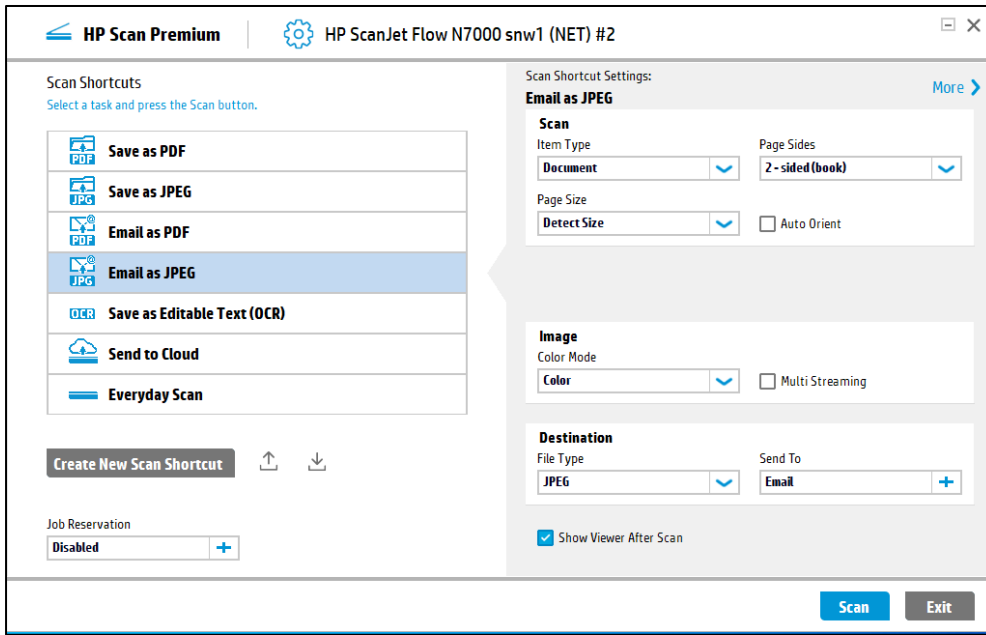 HP Scan Premium
HP ScanJet Flow N7000 snw1 (NET) #2
Scan Shortcuts
Select a task and press the Scan button.
PDF
Save as PDF
JPG
Save as JPEG
@
PDF
Email as PDF
@
JPG
Email as JPEG
OCR
Save as Editable Text (OCR)
Send to Cloud
Everyday Scan
Create New Scan Shortcut
Job Reservation
Disabled
Scan Shortcut Settings:
More
Email as JPEG
Scan
Item Type
Page Sides
Document
2 - sided (book)
Page Size
Detect Size
Auto Orient
Image
Color Mode
Color
Multi Streaming
Destination
File Type
Send To
JPEG
Email
Show Viewer After Scan
Scan
Exit